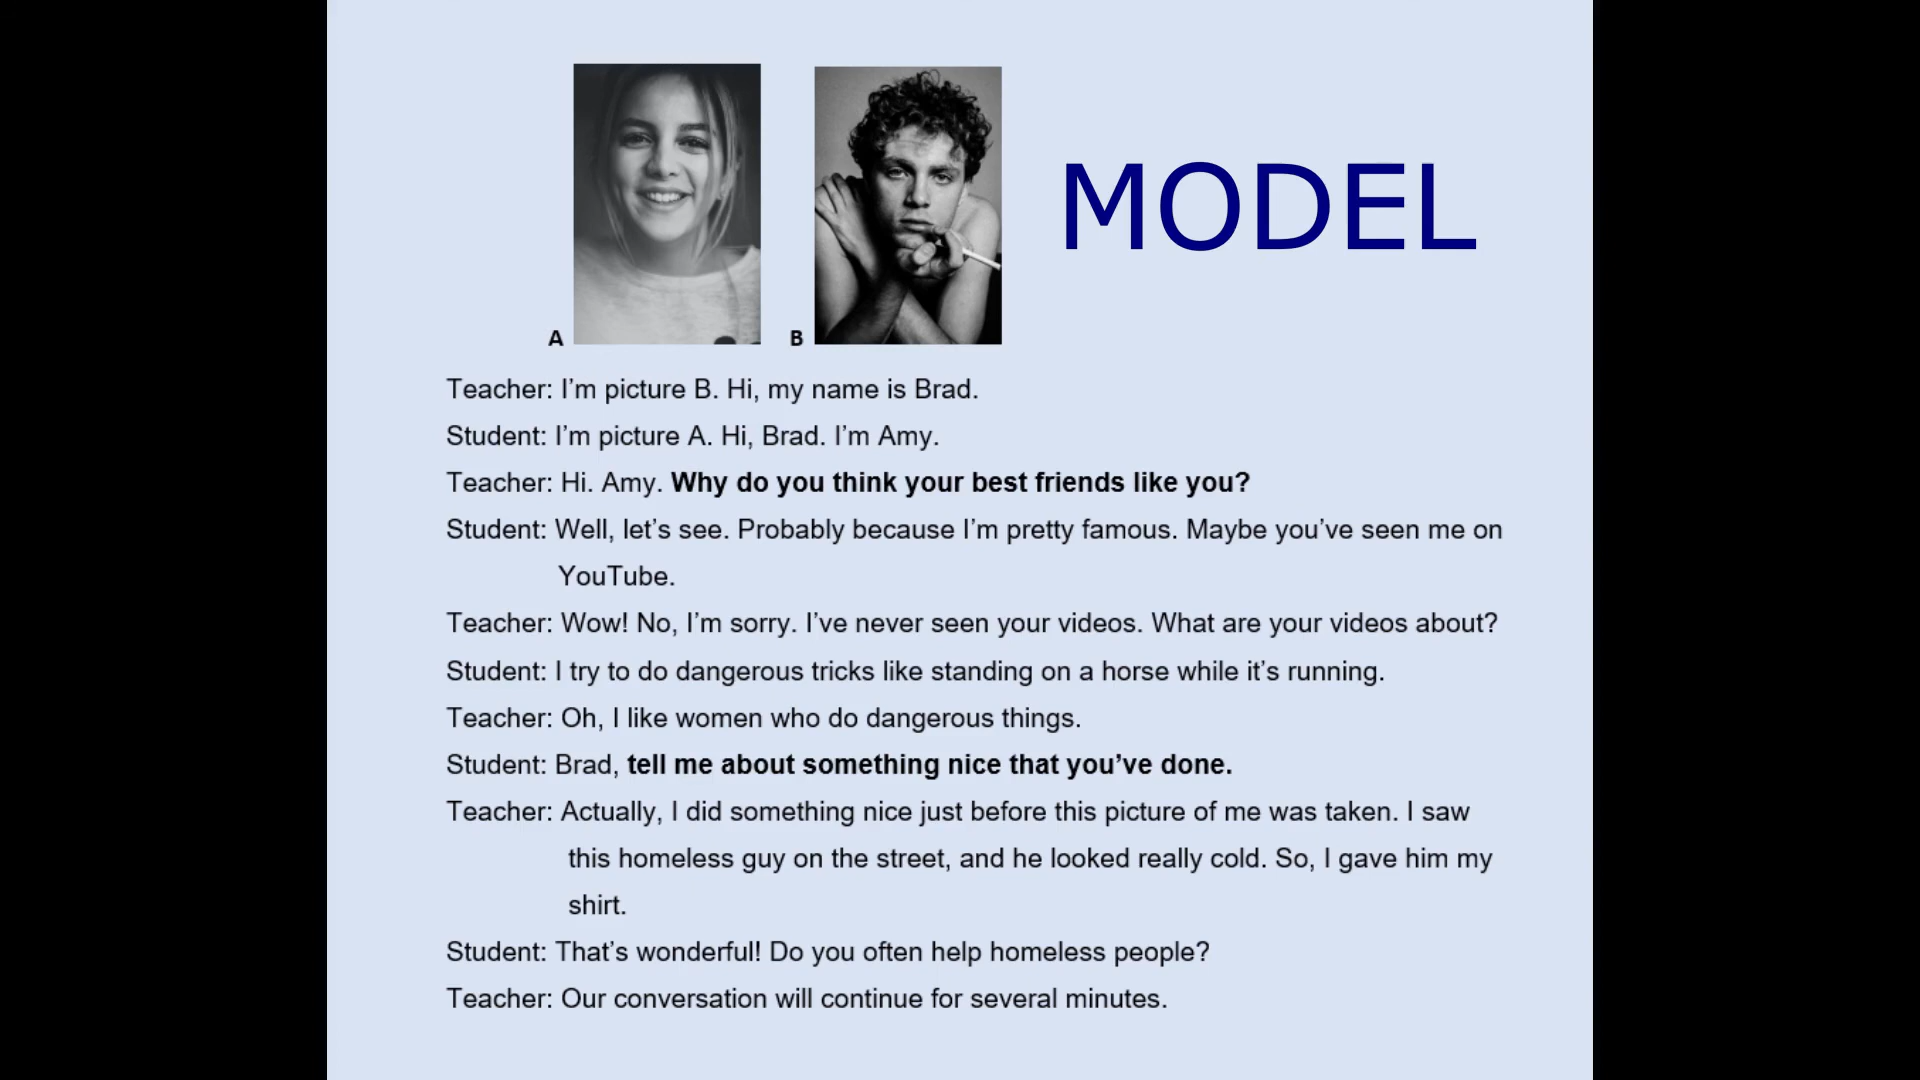 MODEL
A
B
Teacher: I’m picture B. Hi, my name is Brad.
Student: I’m picture A. Hi, Brad. I’m Amy.
Teacher: Hi. Amy. Why do you think your best friends like you?
Student: Well, let’s see. Probably because I’m pretty famous. Maybe you’ve seen me on
YouTube.
Teacher: Wow! No, I’m sorry. I’ve never seen your videos. What are your videos about?
Student: I try to do dangerous tricks like standing on a horse while it’s running.
Teacher: Oh, I like women who do dangerous things.
Student: Brad, tell me about something nice that you’ve done.
Teacher: Actually, I did something nice just before this picture of me was taken. I saw
this homeless guy on the street, and he looked really cold. So, I gave him my
shirt.
Student: That’s wonderful! Do you often help homeless people?
Teacher: Our conversation will continue for several minutes.